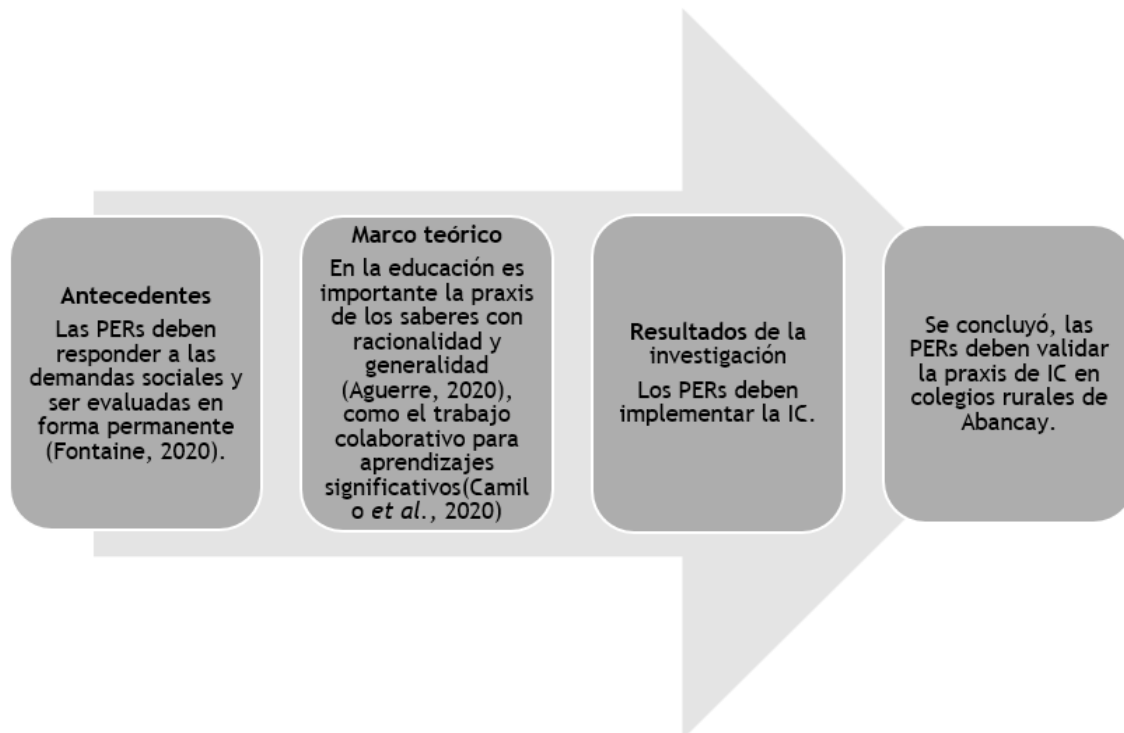 Antecedentes
Las PERs deben
responder a las
demandas sociales y
ser evaluadas en
forma permanente
(Fontaine, 2020).
Marco teórico
En la educación es
importante la praxis
de los saberes con
racionalidad y
generalidad
(Aguerre, 2020),
como el trabajo
colaborativo para
aprendizajes
significativos(Camil
o et al., 2020)
Resultados de la
investigación
Los PERs deben
implementar la IC.
Se concluyó, las
PERs deben validar
la praxis de IC en
colegios rurales de
Abancay.